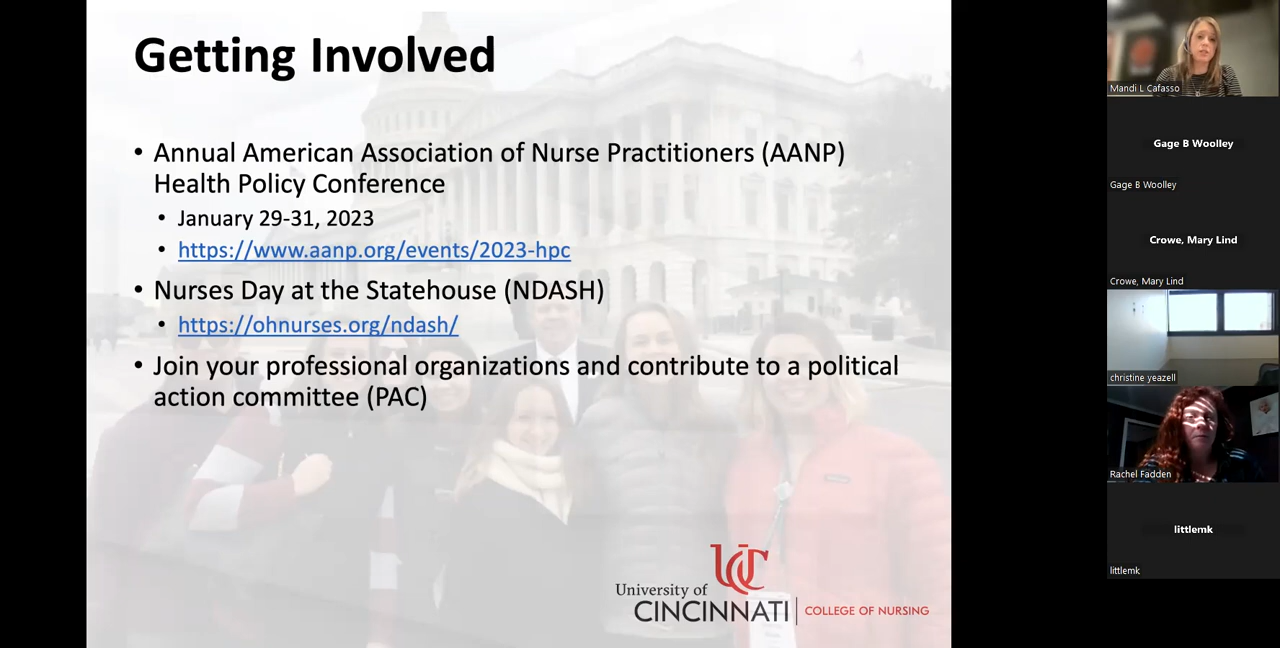 Getting Involved
• Annual American Association of Nurse Practitioners (AANP)
Health Policy Conference
• January 29-31, 2023
• https://www.aanp.org/events/2023-hpc
• Nurses Day at the Statehouse (NDASH)
• https://ohnurses.org/ndash/
• Join your professional organizations and contribute to a political
action committee (PAC)
UC
University of
CINCINNATI
COLLEGE OF NURSING
Mandi L Cafasso
Gage B Woolley
Gage B Woolley
Crowe, Mary Lind
Crowe, Mary Lind
christine yeazell
Rachel Fadden
littlemk
littlemk